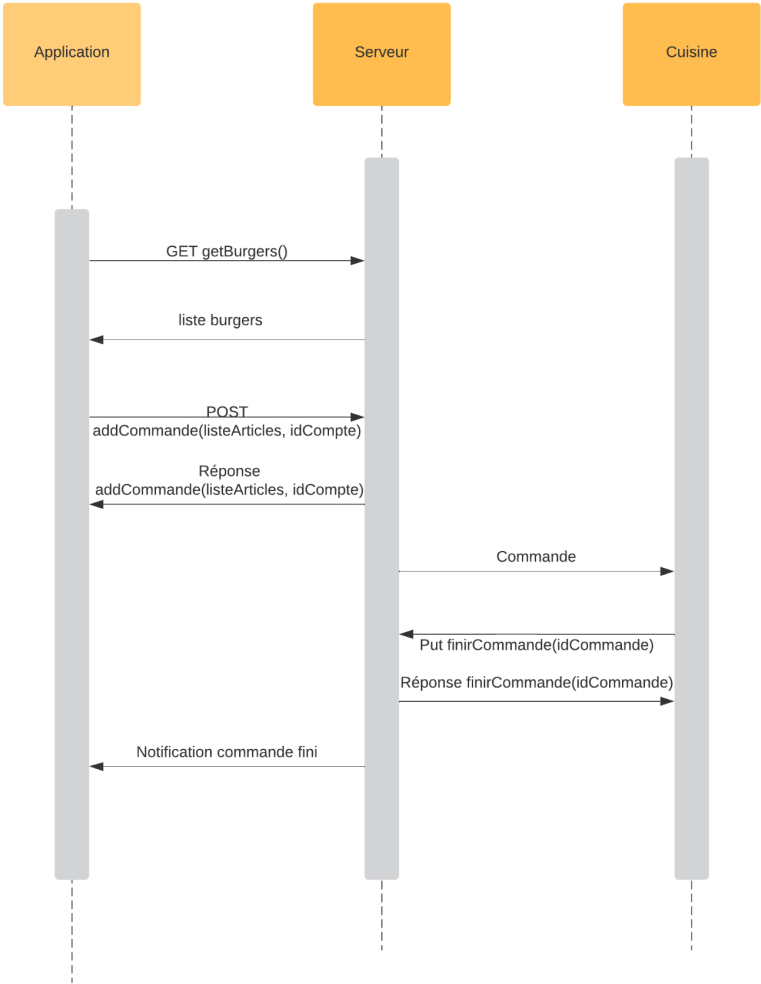 Application
Serveur
Cuisine
GET getBurgers()
liste burgers
POST
addCommande(listeArticles, idCompte)
Réponse
addCommande(listeArticles, idCompte)
Commande
Put finirCommande(idCommande)
Réponse finirCommande(idCommande)
Notification commande fini